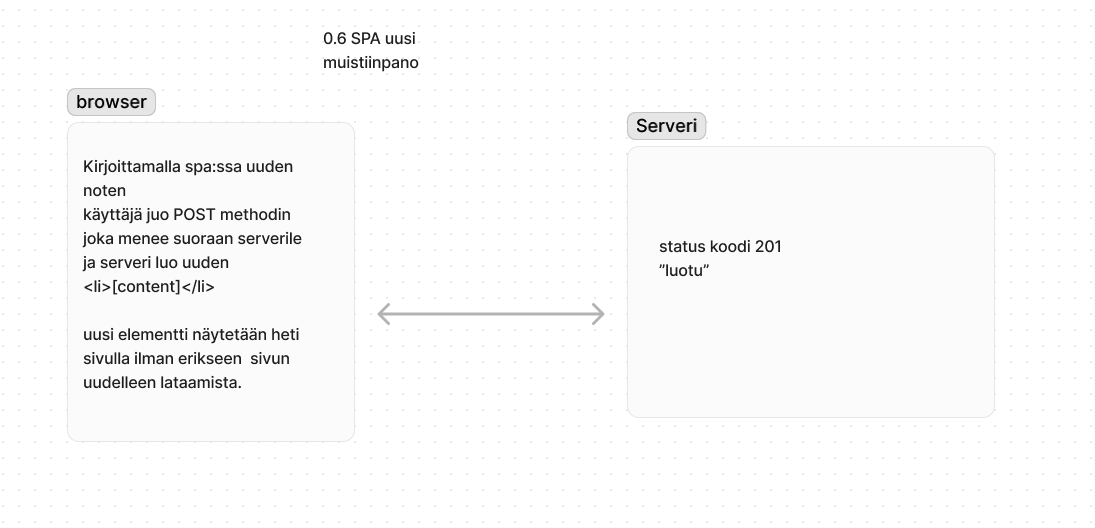 0.6 SPA uusi
muistiinpano
browser
Kirjoittamalla spa:ssa uuden
noten
käyttäjä juo POST methodin
joka menee suoraan serverile
ja serveri luo uuden
<li>[content]</li>
uusi elementti näytetään heti
sivulla ilman erikseen  sivun
uudelleen lataamista.
Serveri
status koodi 201
”luotu”